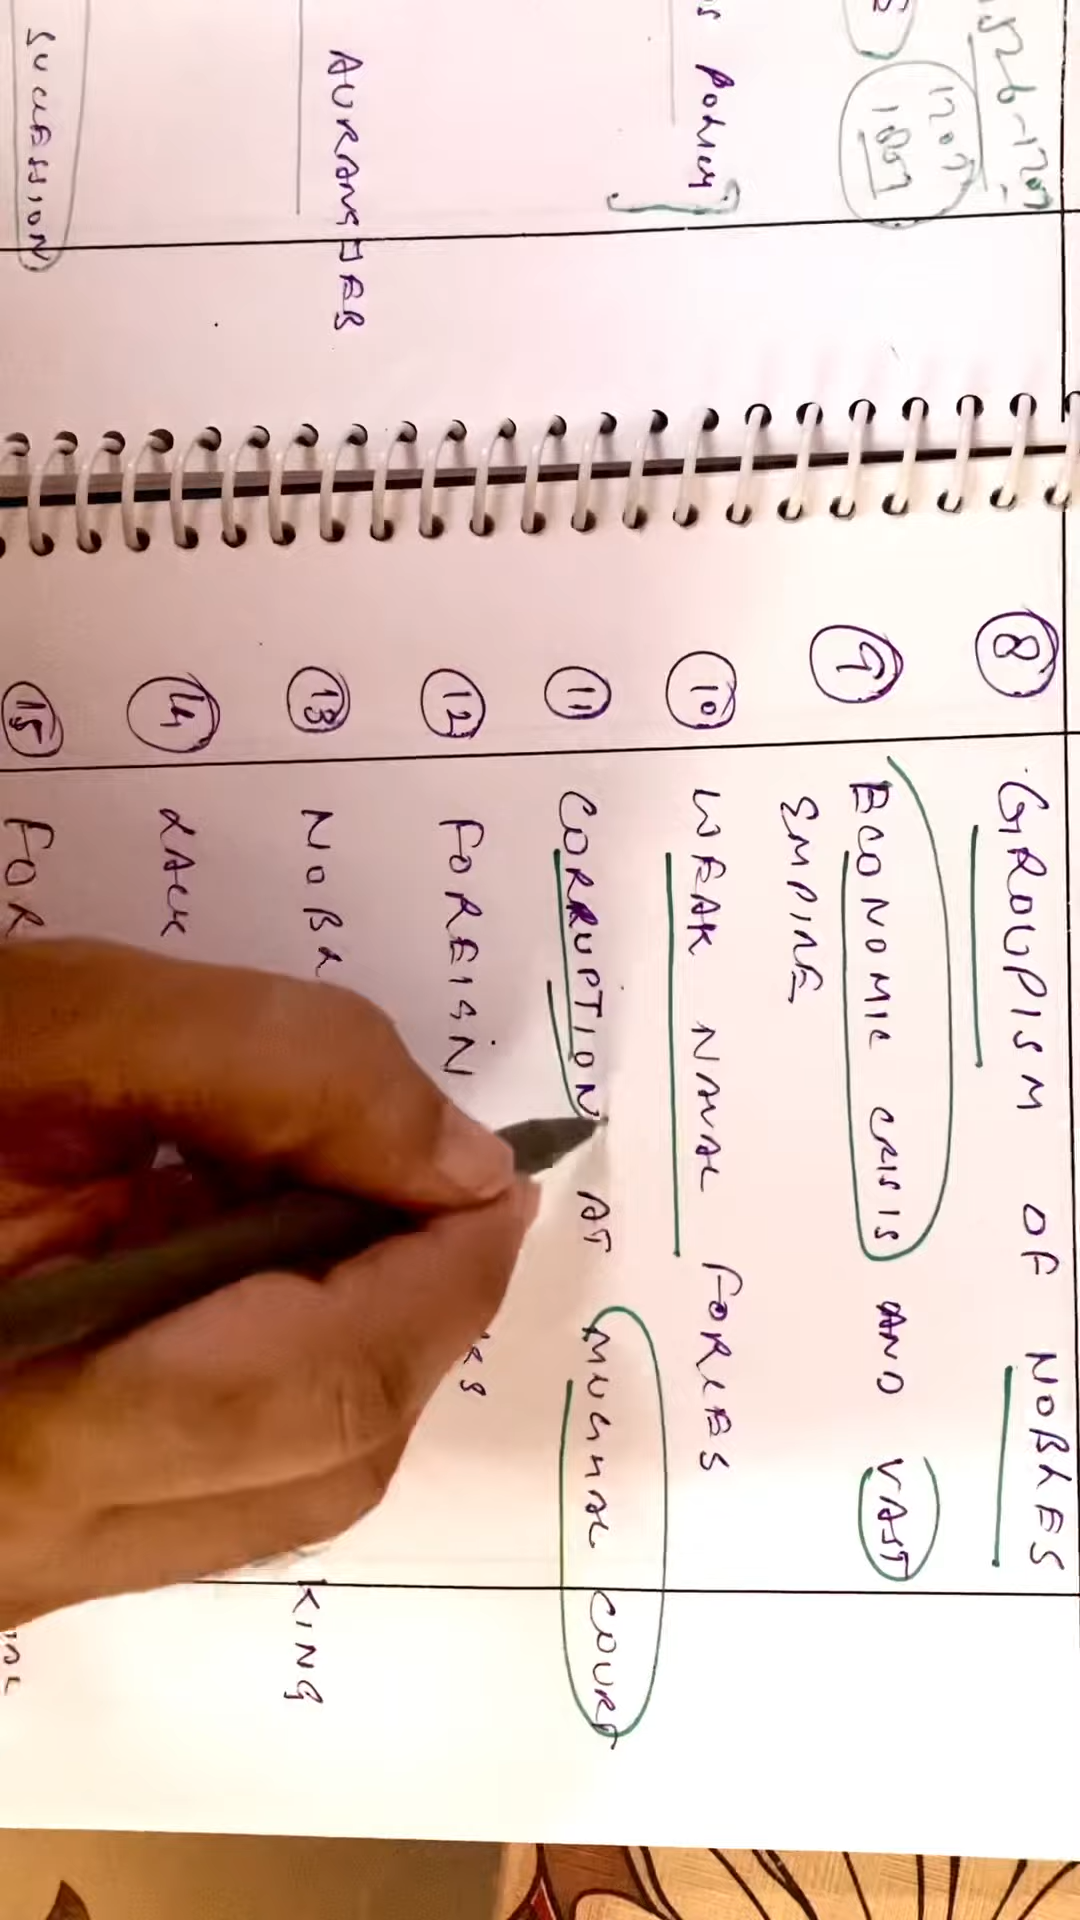 1526-1707
1707
1857
POLICY
AURANGZEB
SUCCESSION
8 GROUPISM OF NOBLES
9 ECONOMIC CRISIS AND VAST
EMPIRE
10 WEAK NAVAL FORCES
11 CORRUPTION AT MUGHAL COURT
12 FOREIGN
13 NOBL KING
14 LACK
15 FOR